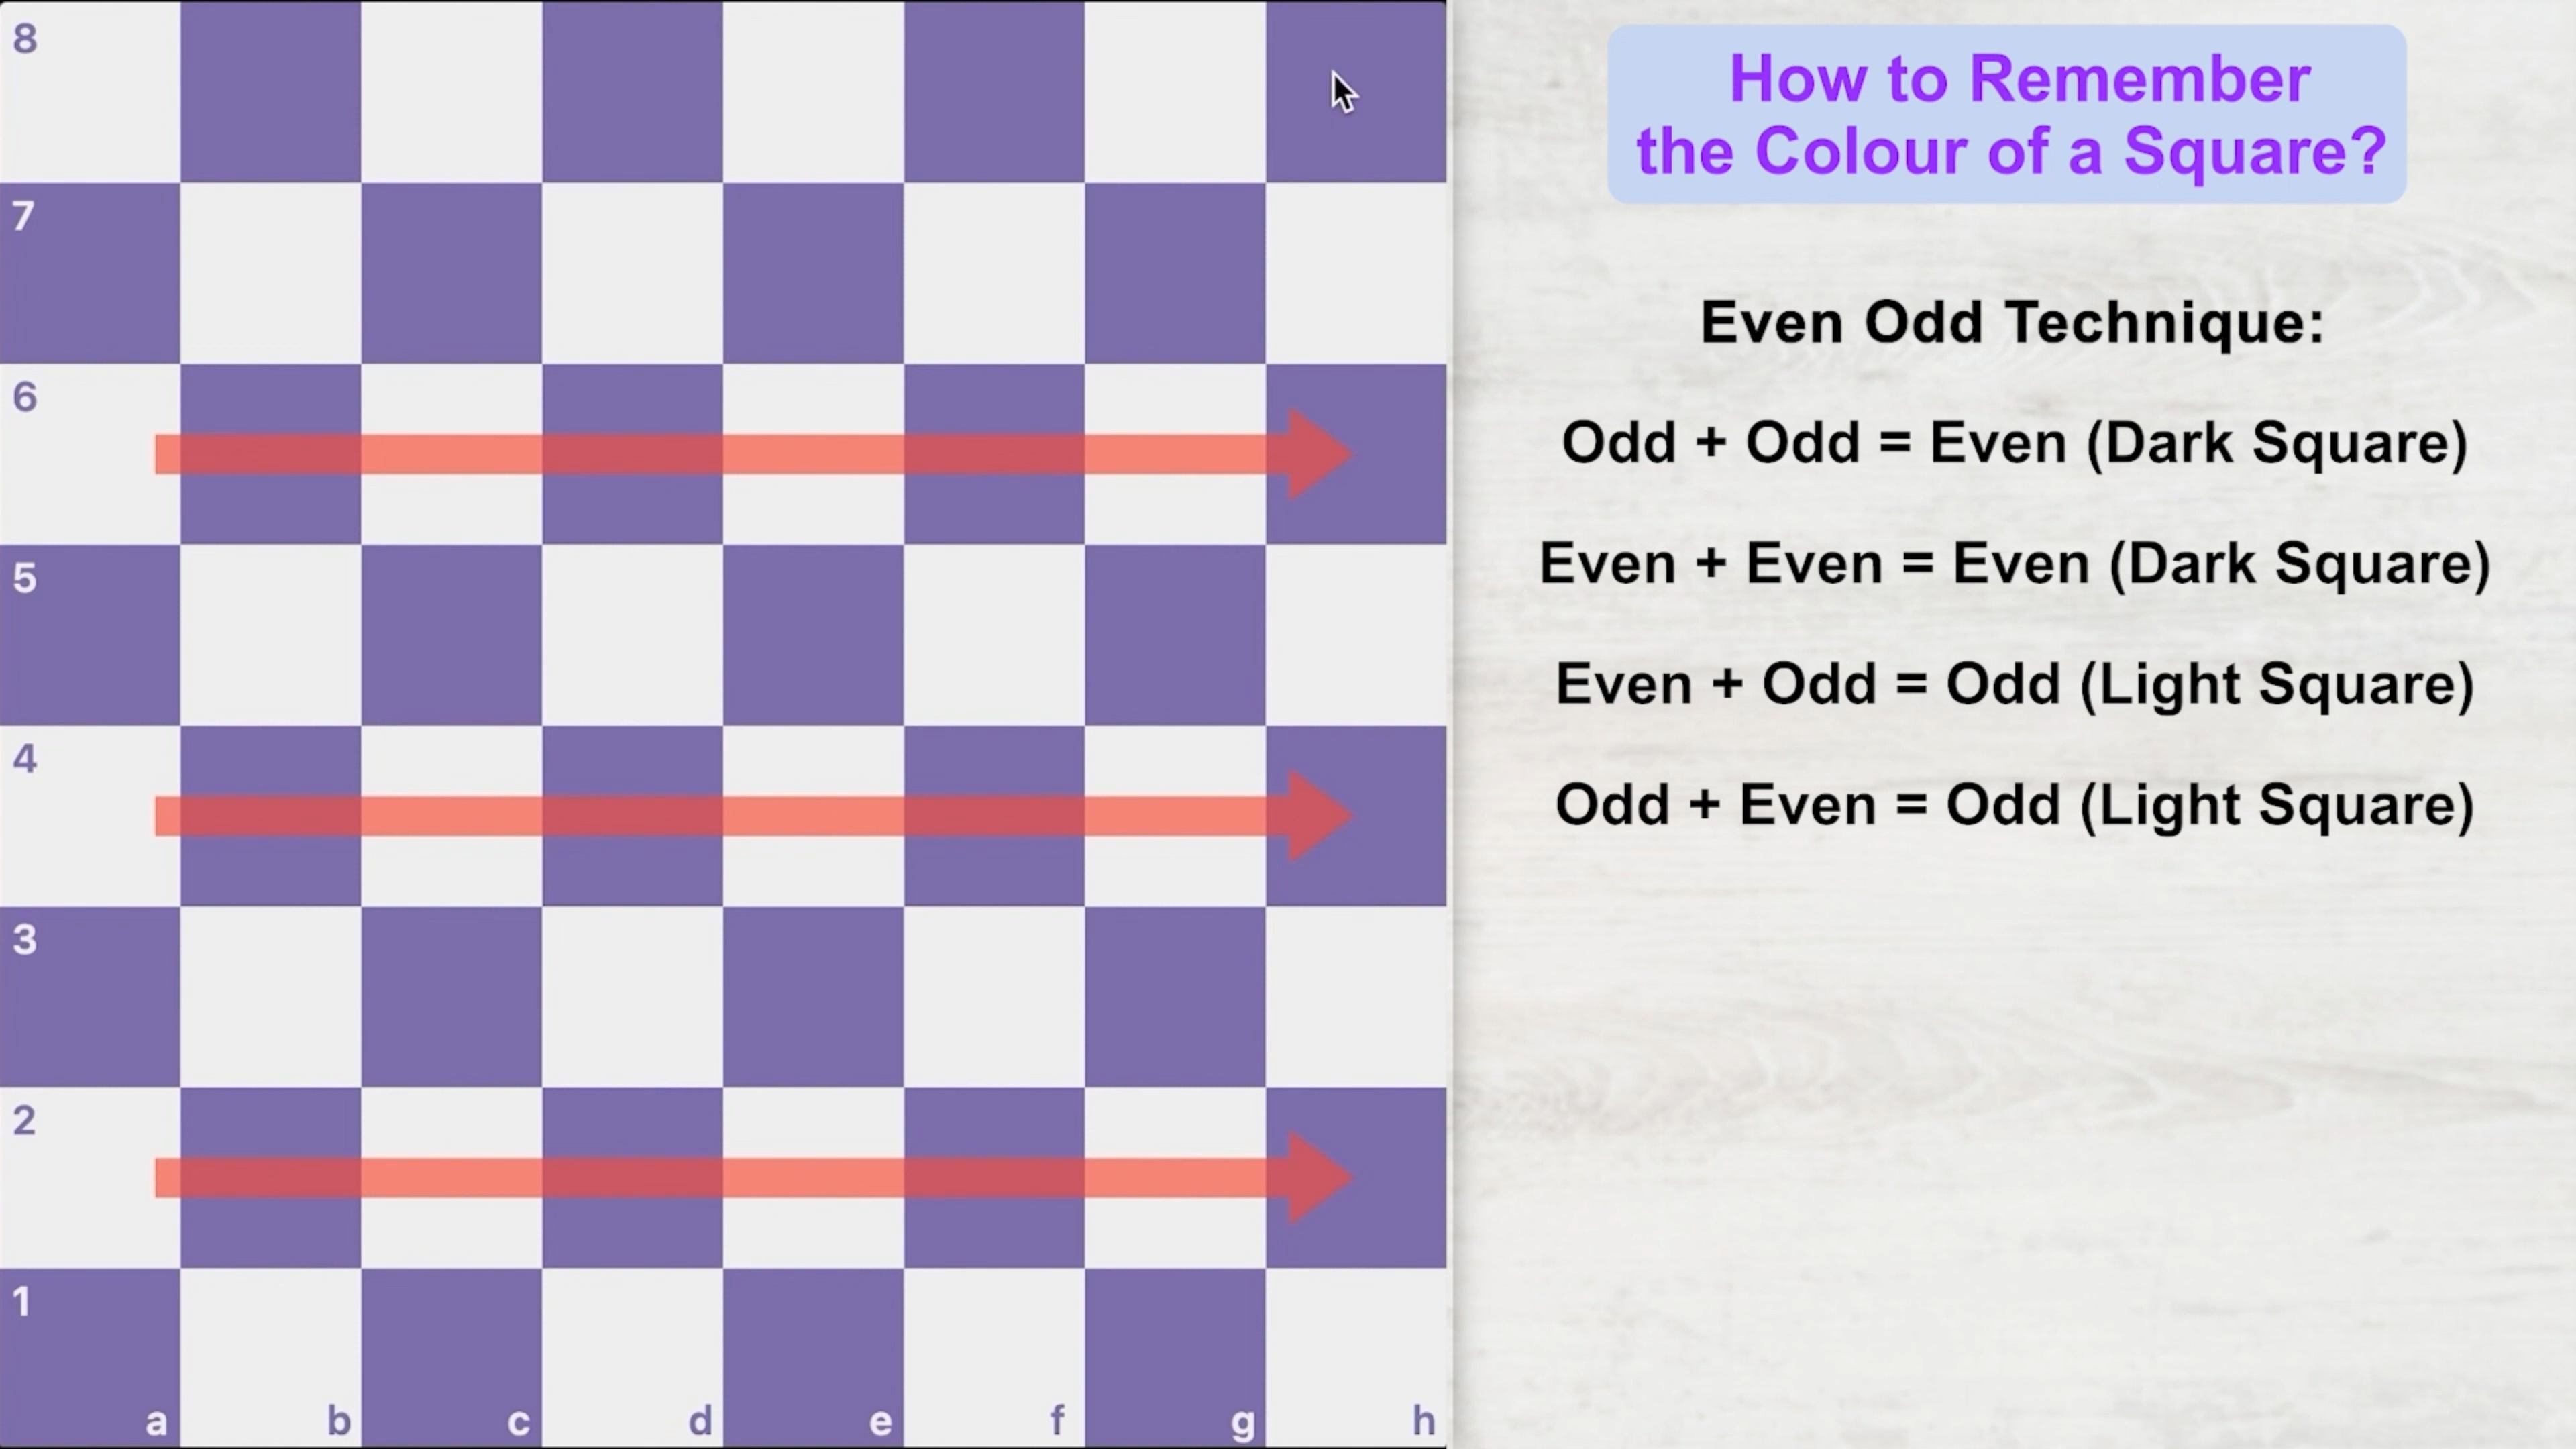 How to Remember
the Colour of a Square?
Even Odd Technique:
Odd + Odd = Even (Dark Square)
Even + Even = Even (Dark Square)
Even + Odd = Odd (Light Square)
Odd + Even = Odd (Light Square)
8
7
6
5
4
3
2
1
a b c d e f g h